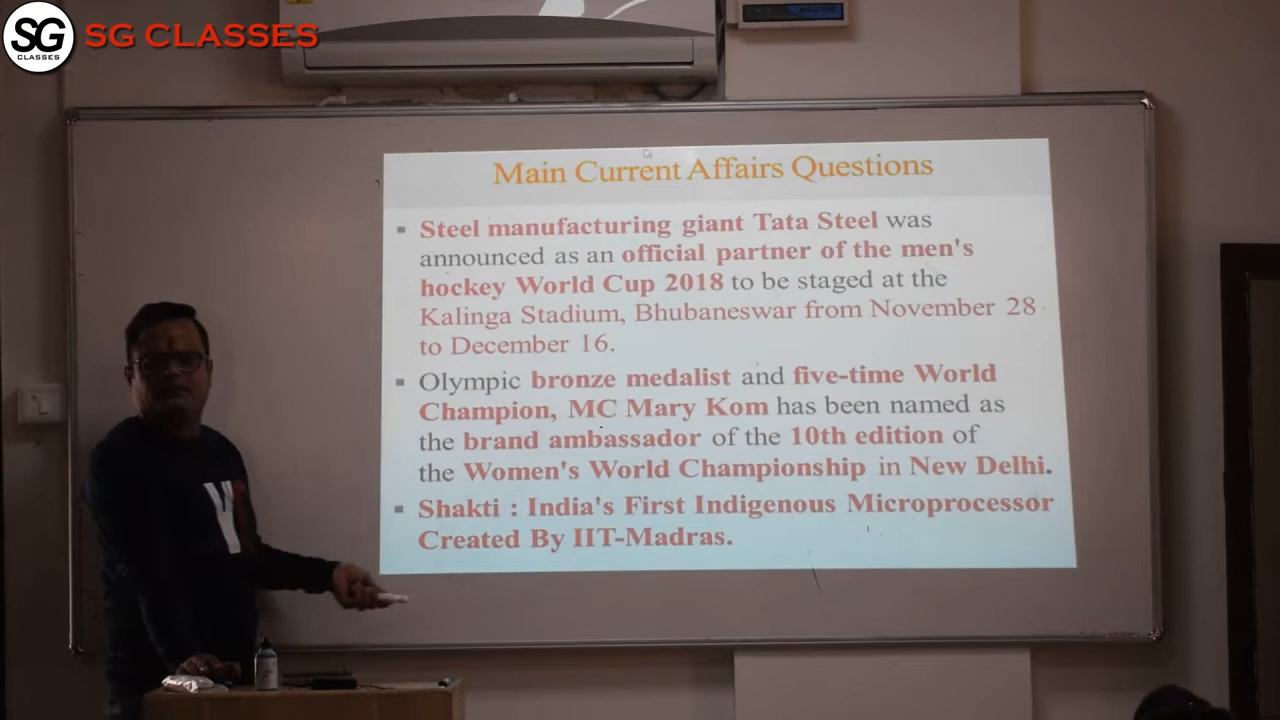 SG
CLASSES
SG CLASSES
Main Current Affairs Questions
Steel manufacturing giant Tata Steel was
announced as an official partner of the men's
hockey World Cup 2018 to be staged at the
Kalinga Stadium, Bhubaneswar from November 28
to December 16.
Olympic bronze medalist and five-time World
Champion, MC Mary Kom has been named as
the brand ambassador of the 10th edition of
the Women's World Championship in New Delhi.
Shakti : India's First Indigenous Microprocessor
Created By IIT-Madras.